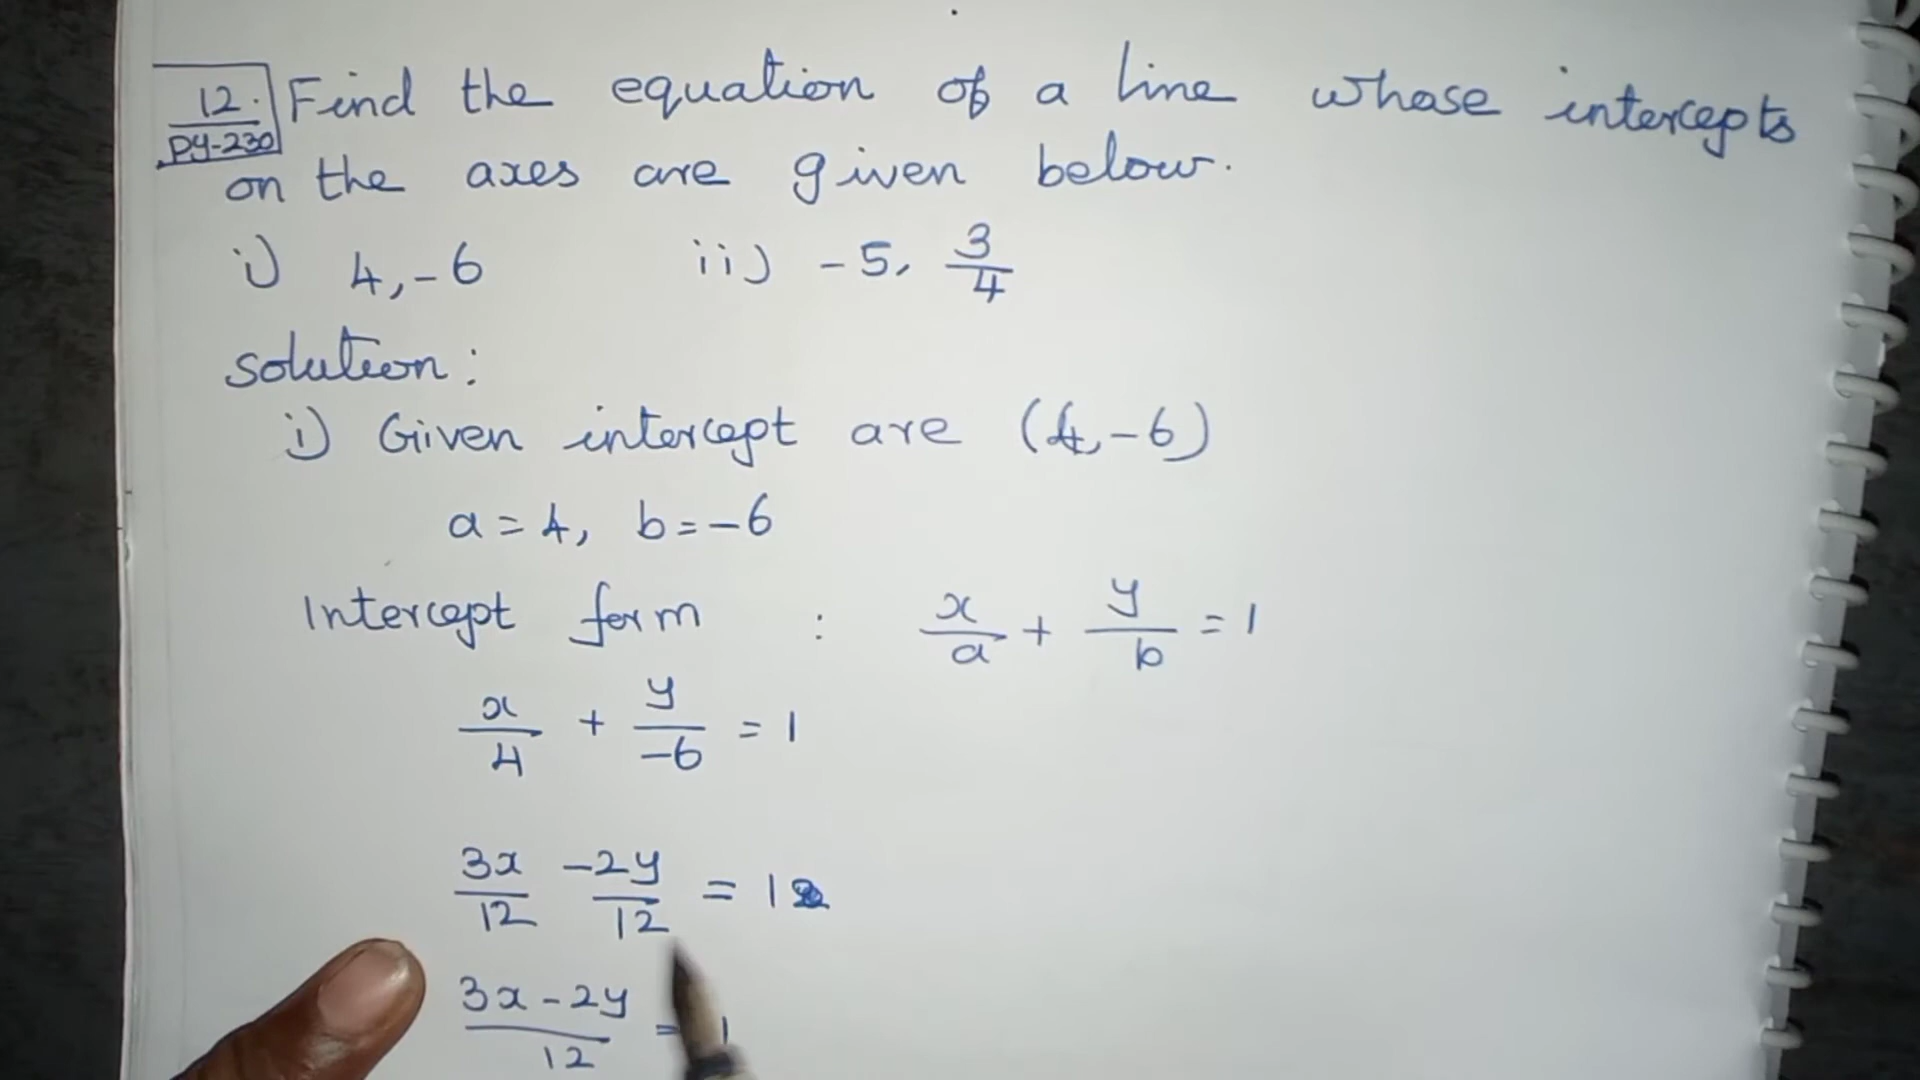 12. Find the equation of a line whose intercepts
Pg-230
on the axes are given below.
i) 4, -6 ii) -5, 3/4
Solution:
i) Given intercept are (4, -6)
a = 4, b = -6
Intercept form : x/a + y/b = 1
x/4 + y/-6 = 1
3x/12 -2y/12 = 1
3x - 2y/12 = 1